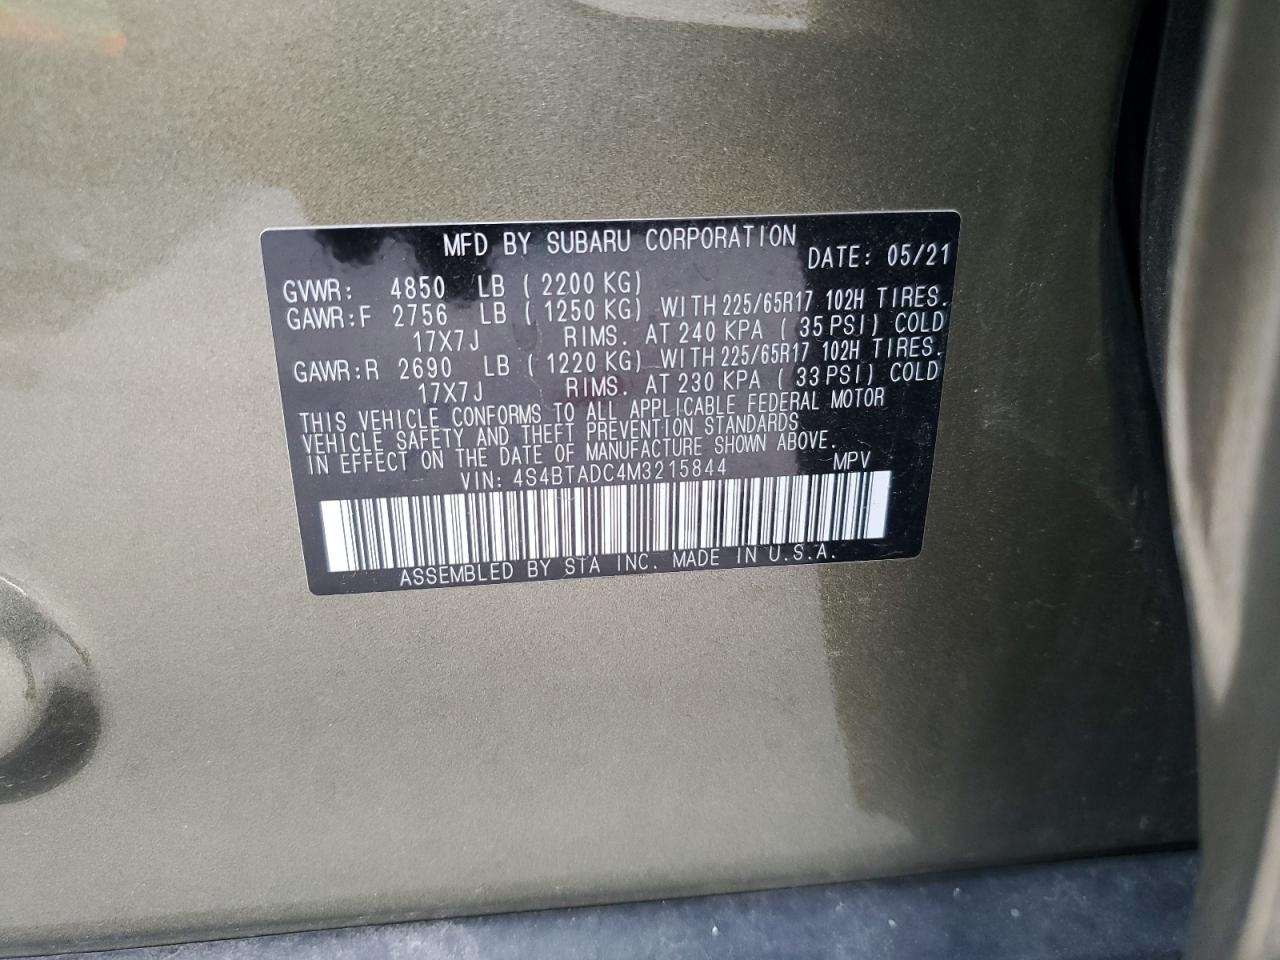 MFD BY SUBARU CORPORATION DATE: 05/21
GVWR: 4850 LB ( 2200 KG)
GAWR:F 2756 LB ( 1250 KG) WITH 225/65R17 102H TIRES.
17X7J RIMS. AT 240 KPA ( 35 PSI) COLD
GAWR:R 2690 LB ( 1220 KG) WITH 225/65R17 102H TIRES.
17X7J RIMS. AT 230 KPA ( 33 PSI) COLD
THIS VEHICLE CONFORMS TO ALL APPLICABLE FEDERAL MOTOR
VEHICLE SAFETY AND THEFT PREVENTION STANDARDS
IN EFFECT ON THE DATE OF MANUFACTURE SHOWN ABOVE.
VIN: 4S4BTADC4M3215844 MPV
ASSEMBLED BY STA INC. MADE IN U.S.A.